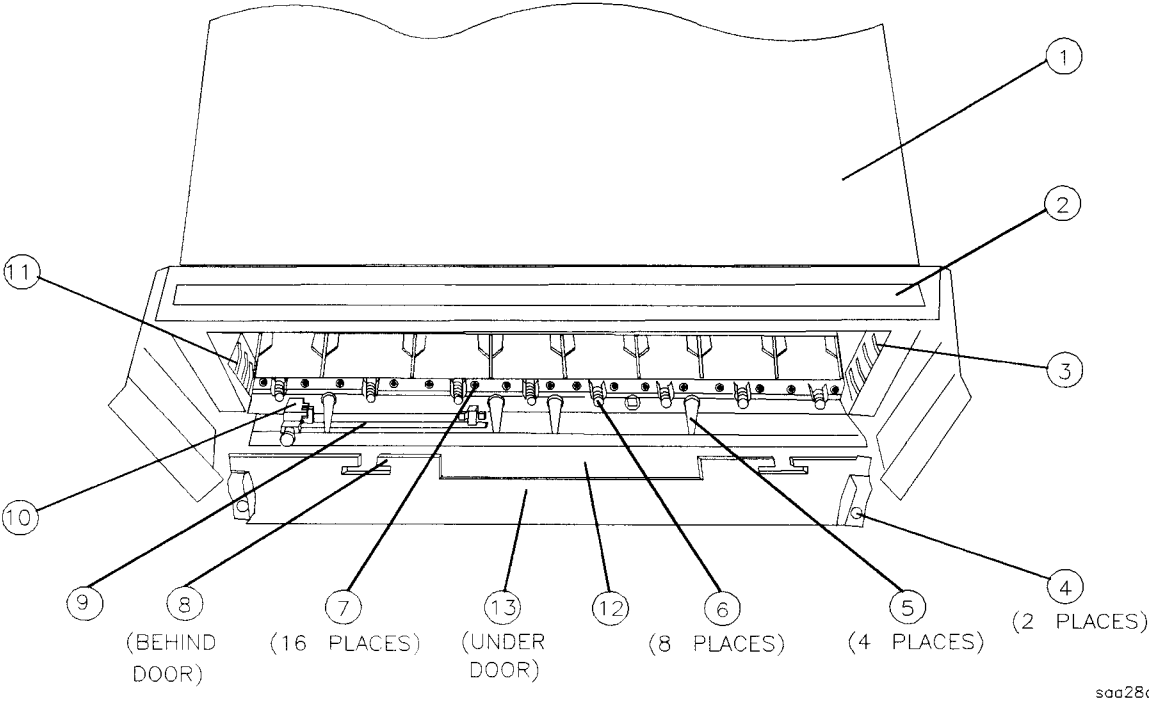 1
2
11
3
10
9
8
(BEHIND
DOOR)
7
(16 PLACES)
13
(UNDER
DOOR)
12
6
(8 PLACES)
5
(4 PLACES)
4
(2 PLACES)